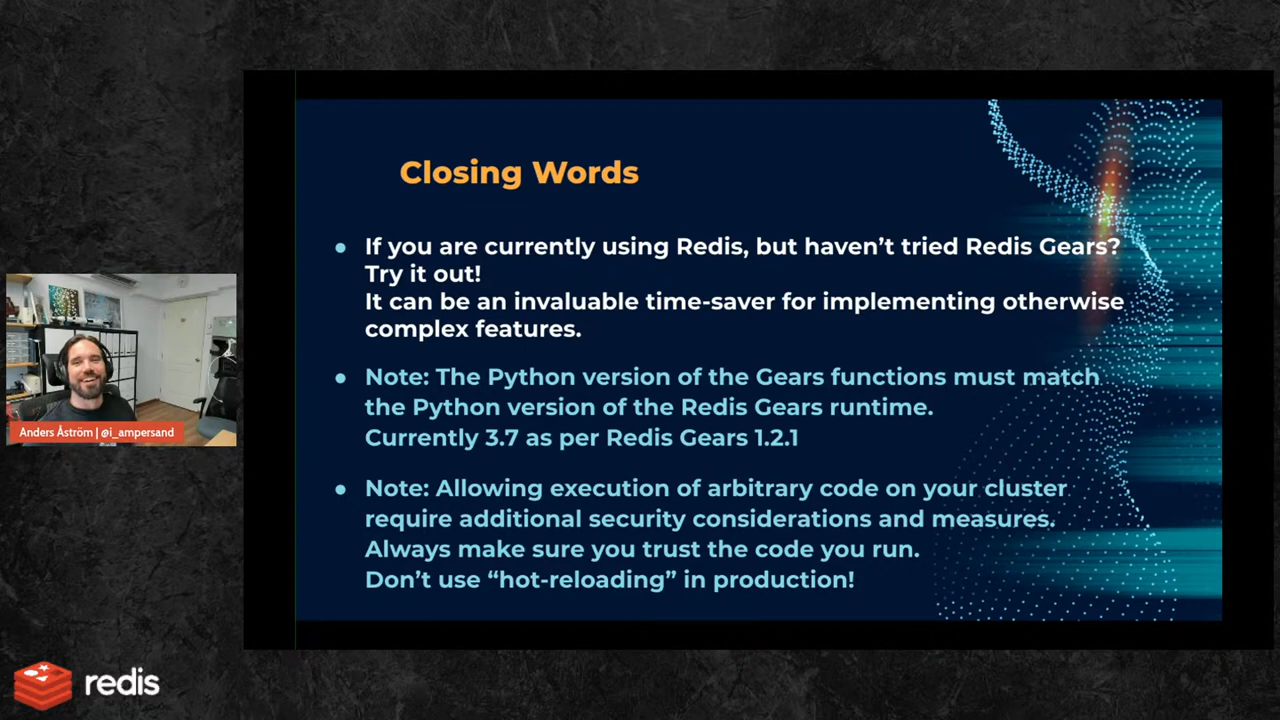 Closing Words
● If you are currently using Redis, but haven’t tried Redis Gears?
Try it out!
It can be an invaluable time-saver for implementing otherwise
complex features.
● Note: The Python version of the Gears functions must match
the Python version of the Redis Gears runtime.
Currently 3.7 as per Redis Gears 1.2.1
● Note: Allowing execution of arbitrary code on your cluster
require additional security considerations and measures.
Always make sure you trust the code you run.
Don’t use “hot-reloading” in production!
Anders Åström | @i_ampersand
redis